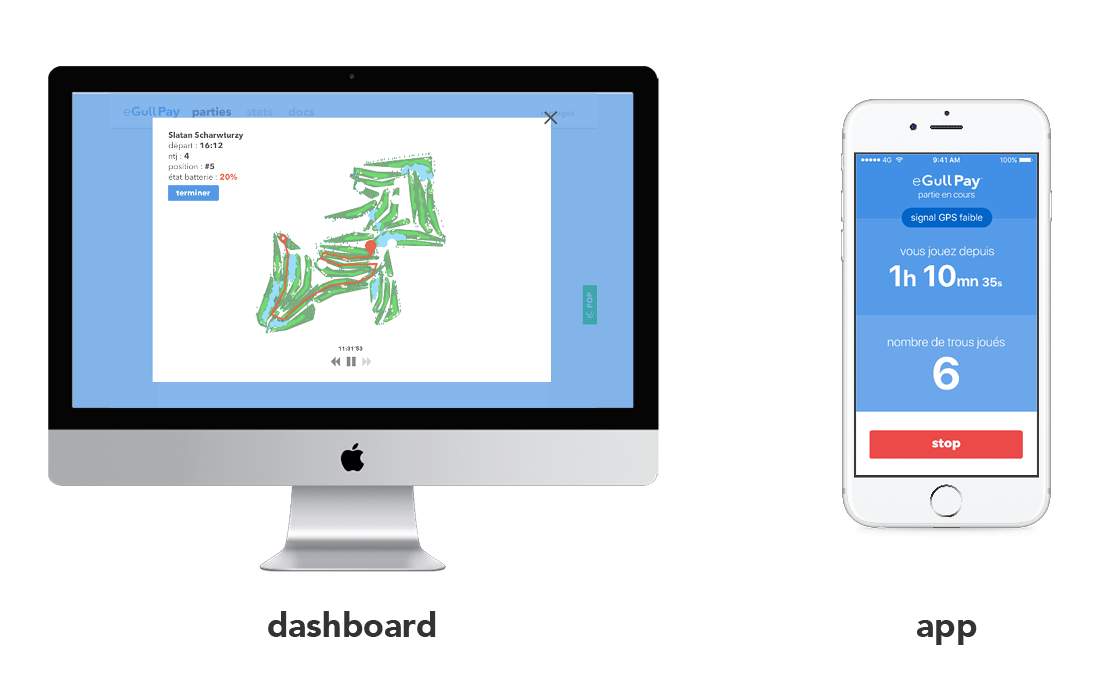 eGull Pay parties stats docs
Slatan Scharwturzy
départ : 16:12
ntj : 4
position : #5
état batterie : 20%
terminer
11:31'53
POP
4G 9:41 AM 100%
eGull Pay
partie en cours
signal GPS faible
vous jouez depuis
1h 10mn 35s
nombre de trous joués
6
stop
dashboard
app